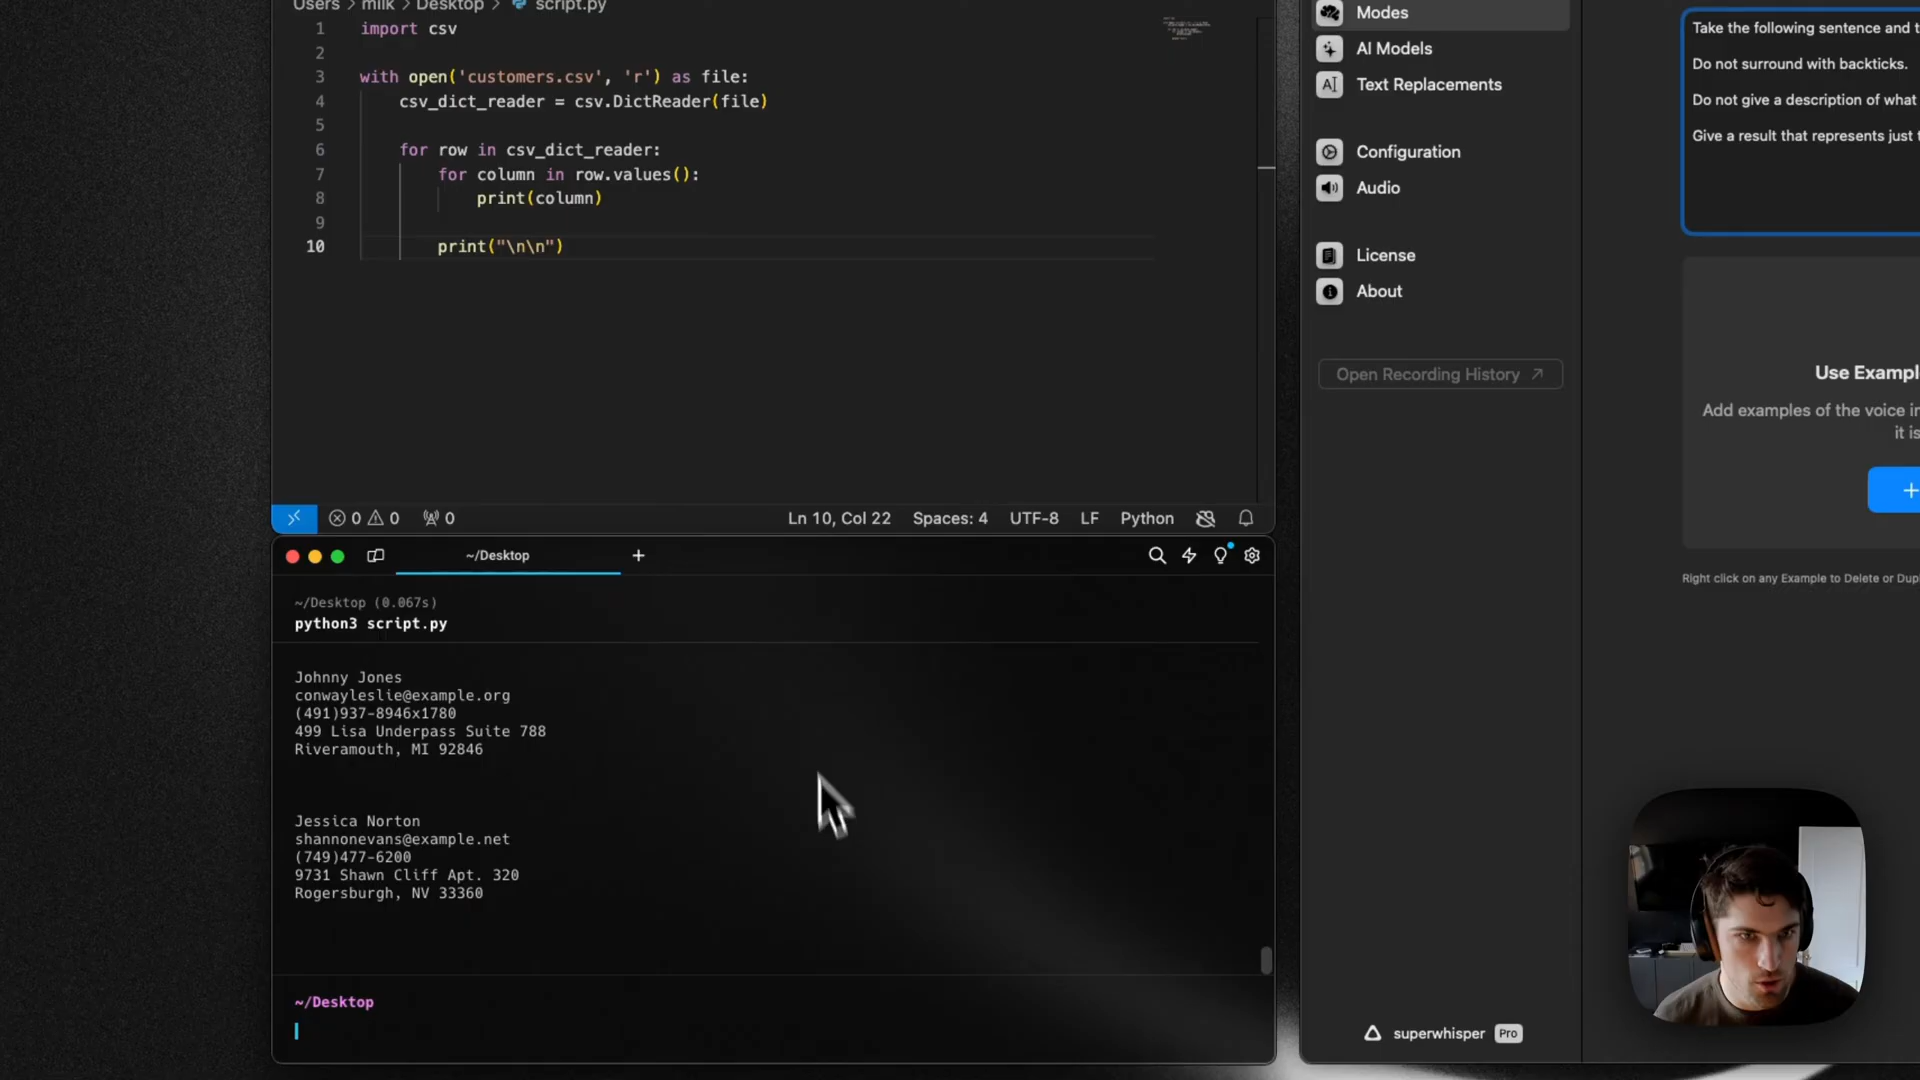 Users > milk > Desktop > script.py
1 import csv
2
3 with open('customers.csv', 'r') as file:
4 csv_dict_reader = csv.DictReader(file)
5
6 for row in csv_dict_reader:
7 for column in row.values():
8 print(column)
9
10 print("\n\n")
0 0 0 Ln 10, Col 22 Spaces: 4 UTF-8 LF Python
~/Desktop +
~/Desktop (0.067s)
python3 script.py
Johnny Jones
conwayleslie@example.org
(491)937-8946x1780
499 Lisa Underpass Suite 788
Riveramouth, MI 92846
Jessica Norton
shannonevans@example.net
(749)477-6200
9731 Shawn Cliff Apt. 320
Rogersburgh, NV 33360
~/Desktop
Modes
AI Models
Text Replacements
Configuration
Audio
License
About
Open Recording History
superwhisper Pro
Take the following sentence and t
Do not surround with backticks.
Do not give a description of what
Give a result that represents just
Use Exampl
Add examples of the voice in
it is
+
Right click on any Example to Delete or Dup